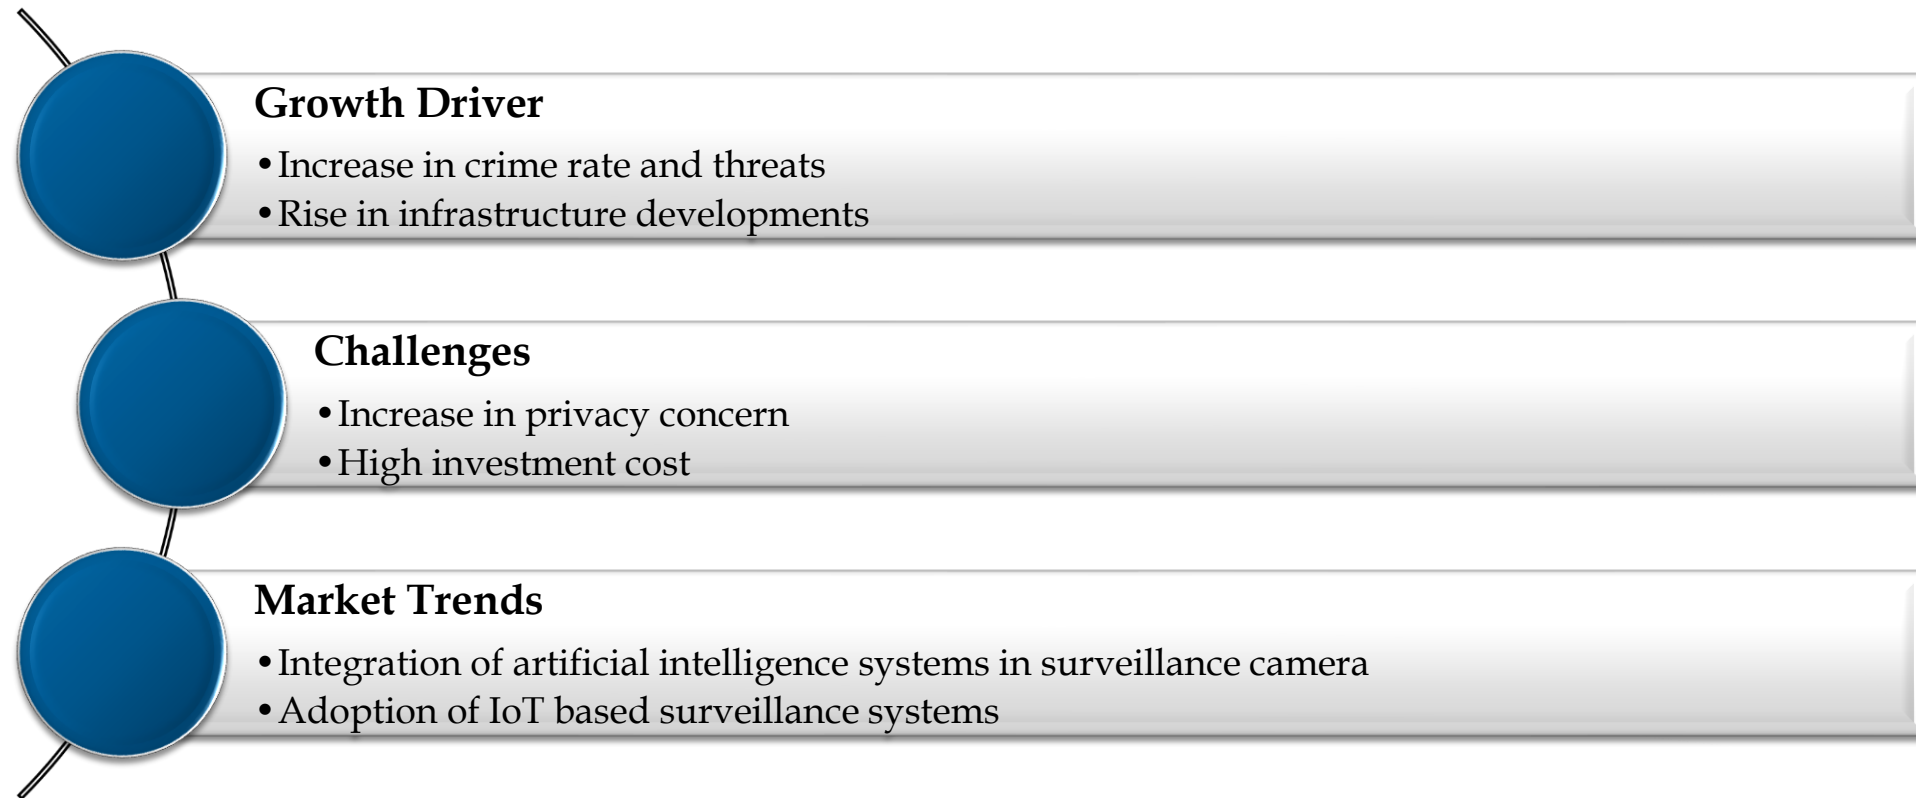 Growth Driver
•Increase in crime rate and threats
•Rise in infrastructure developments
Challenges
•Increase in privacy concern
•High investment cost
Market Trends
•Integration of artificial intelligence systems in surveillance camera
•Adoption of IoT based surveillance systems